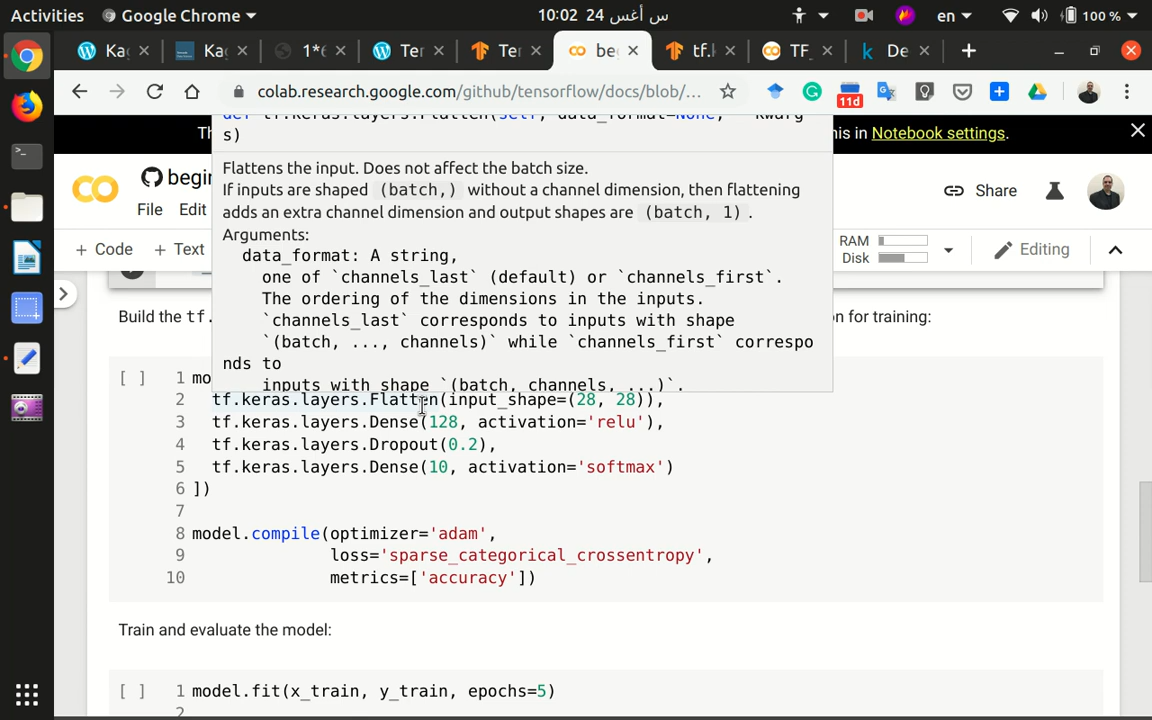 Activities Google Chrome 10:02 24 س أغس en 100 %
Ka 
Ka 
1*6 
Ter 
Ter 
be 
tf. 
TF_ 
De 
colab.research.google.com/github/tensorflow/docs/blob/...
11d
Th
his in Notebook settings.
s)
Flattens the input. Does not affect the batch size.
If inputs are shaped (batch,) without a channel dimension, then flattening
adds an extra channel dimension and output shapes are (batch, 1).
Arguments:
data_format: A string,
one of `channels_last` (default) or `channels_first`.
The ordering of the dimensions in the inputs.
`channels_last` corresponds to inputs with shape
`(batch, ..., channels)` while `channels_first` correspo
nds to
inputs with shape `(batch, channels, ...)`.
begin
File Edit
Share
+ Code + Text
RAM
Disk
Editing
Build the tf.
on for training:
[ ] 1 mo
2 tf.keras.layers.Flatten(input_shape=(28, 28)),
3 tf.keras.layers.Dense(128, activation='relu'),
4 tf.keras.layers.Dropout(0.2),
5 tf.keras.layers.Dense(10, activation='softmax')
6 ])
7
8 model.compile(optimizer='adam',
9 loss='sparse_categorical_crossentropy',
10 metrics=['accuracy'])
Train and evaluate the model:
[ ] 1 model.fit(x_train, y_train, epochs=5)
2